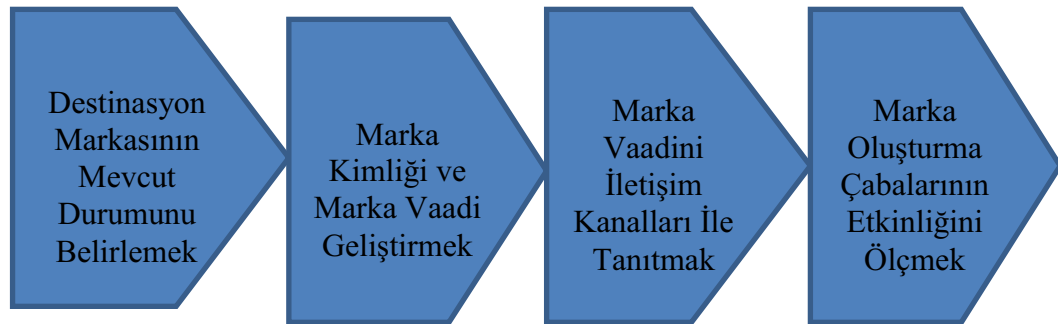 Destinasyon
Markasının
Mevcut
Durumunu
Belirlemek
Marka
Kimliği ve
Marka Vaadi
Geliştirmek
Marka
Vaadini
İletişim
Kanalları İle
Tanıtmak
Marka
Oluşturma
Çabalarının
Etkinliğini
Ölçmek